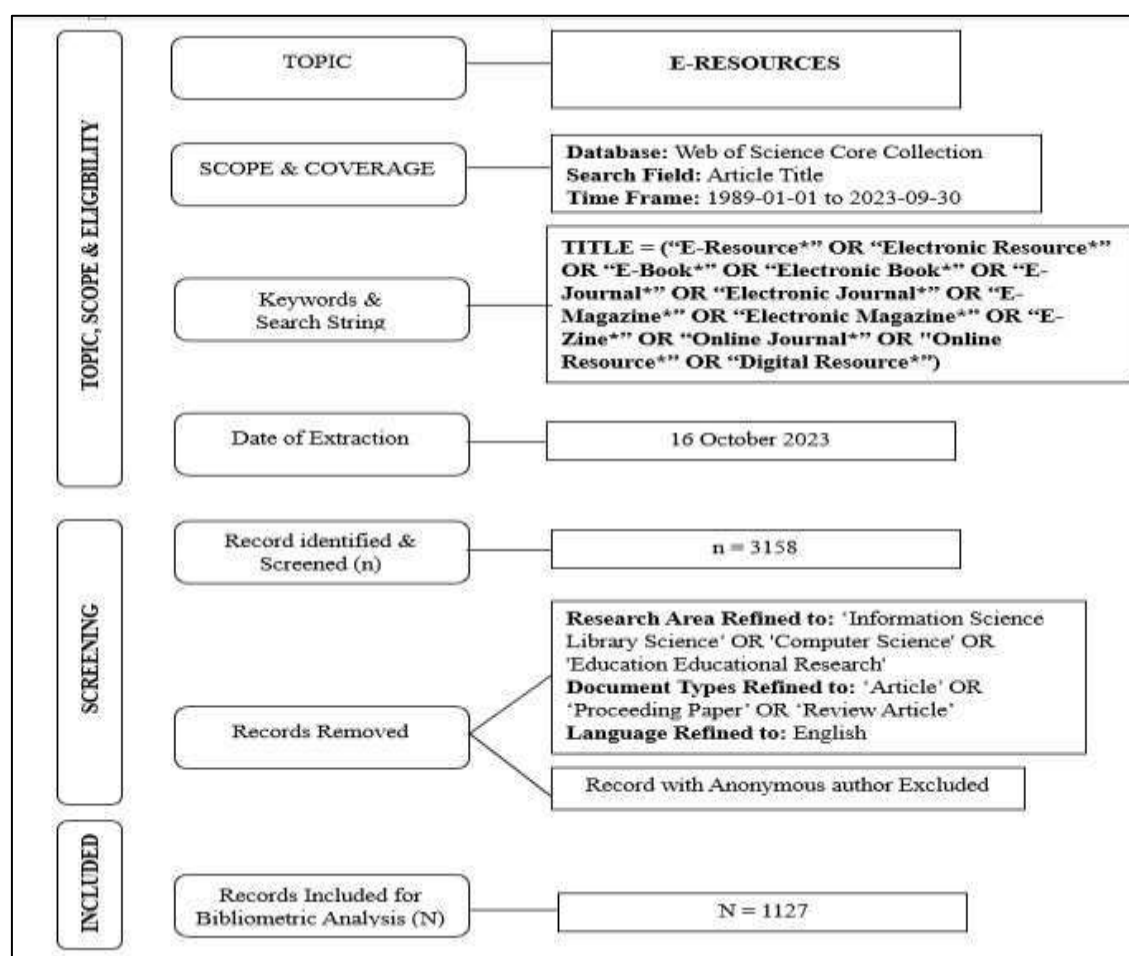 TOPIC, SCOPE & ELIGIBILITY
TOPIC
E-RESOURCES
SCOPE & COVERAGE
Database: Web of Science Core Collection
Search Field: Article Title
Time Frame: 1989-01-01 to 2023-09-30
Keywords &
Search String
TITLE = (“E-Resource*” OR “Electronic Resource*”
OR “E-Book*” OR “Electronic Book*” OR “E-
Journal*” OR “Electronic Journal*” OR “E-
Magazine*” OR “Electronic Magazine*” OR “E-
Zine*” OR “Online Journal*” OR "Online
Resource*” OR “Digital Resource*”)
Date of Extraction
16 October 2023
SCREENING
Record identified &
Screened (n)
n = 3158
Records Removed
Research Area Refined to: ‘Information Science
Library Science’ OR 'Computer Science' OR
'Education Educational Research'
Document Types Refined to: ‘Article’ OR
‘Proceeding Paper’ OR ‘Review Article’
Language Refined to: English
Record with Anonymous author Excluded
INCLUDED
Records Included for
Bibliometric Analysis (N)
N = 1127